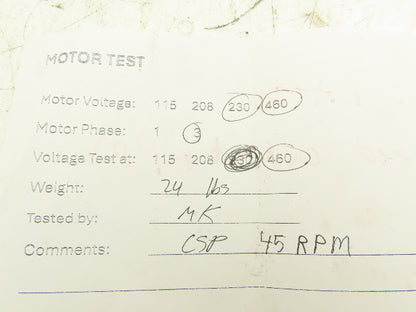 MOTOR TEST
Motor Voltage: 115 208 230 460
Motor Phase: 1 3
Voltage Test at: 115 208 230 460
Weight: 24 lbs
Tested by: MK
Comments: CSP 45 RPM